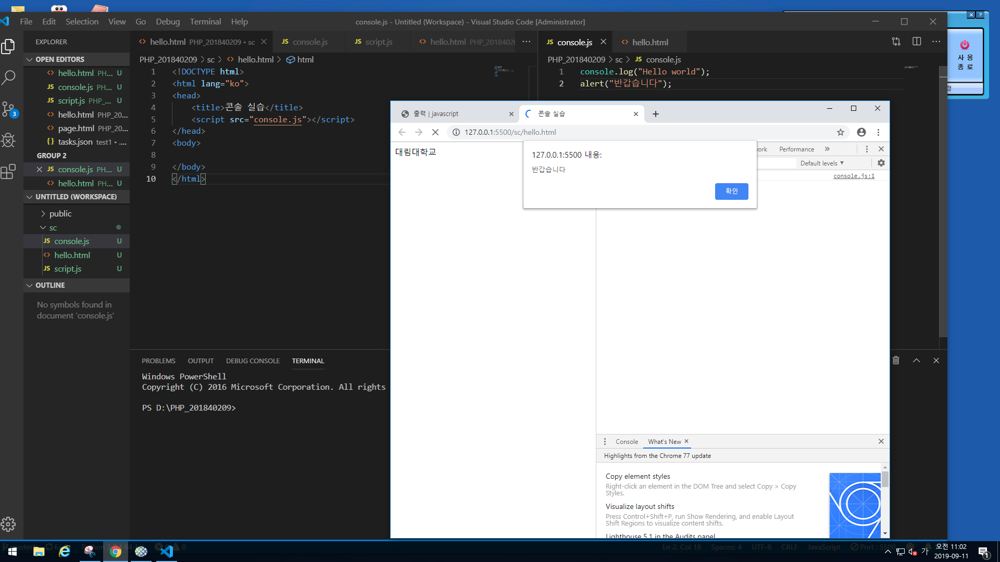 File Edit Selection View Go Debug Terminal Help
console.js - Untitled (Workspace) - Visual Studio Code [Administrator]
EXPLORER
OPEN EDITORS
hello.html PH... U
console.js PH... U
script.js PH_... U
hello.html PHP_20...
page.html PHP_20...
tasks.json test1 • ....
GROUP 2
console.js PH... U
hello.html PH... U
UNTITLED (WORKSPACE)
public
sc
console.js U
hello.html U
script.js U
OUTLINE
No symbols found in
document 'console.js'
hello.html PHP_201840209 • sc
console.js
script.js
hello.html PHP_20184020
PHP_201840209 > sc > hello.html > html
1 <!DOCTYPE html>
2 <html lang="ko">
3 <head>
4 <title>콘솔 실습</title>
5 <script src="console.js"></script>
6 </head>
7 <body>
8
9 </body>
10 </html>
JS console.js
hello.html
PHP_201840209 > sc > JS console.js
1 console.log("Hello world");
2 alert("반갑습니다");
PROBLEMS OUTPUT DEBUG CONSOLE TERMINAL
Windows PowerShell
Copyright (C) 2016 Microsoft Corporation. All rights
PS D:\PHP_201840209>
출력 | javascript
콘솔 실습
127.0.0.1:5500/sc/hello.html
대림대학교
127.0.0.1:5500 내용:
반갑습니다
확인
work Performance »
Default levels ▼
console.js:1
Console What's New
Highlights from the Chrome 77 update
Copy element styles
Right-click an element in the DOM Tree and select Copy > Copy
Styles.
Visualize layout shifts
Press Control+Shift+P, run Show Rendering, and enable Layout
Shift Regions to visualize content shifts.
Lighthouse 5.1 in the Audits panel
사 용
종 료
정
Ln 2, Col 18 Spaces: 4 UTF-8 CRLF JavaScript Port : 5500
가
오전 11:02
2019-09-11
1
3